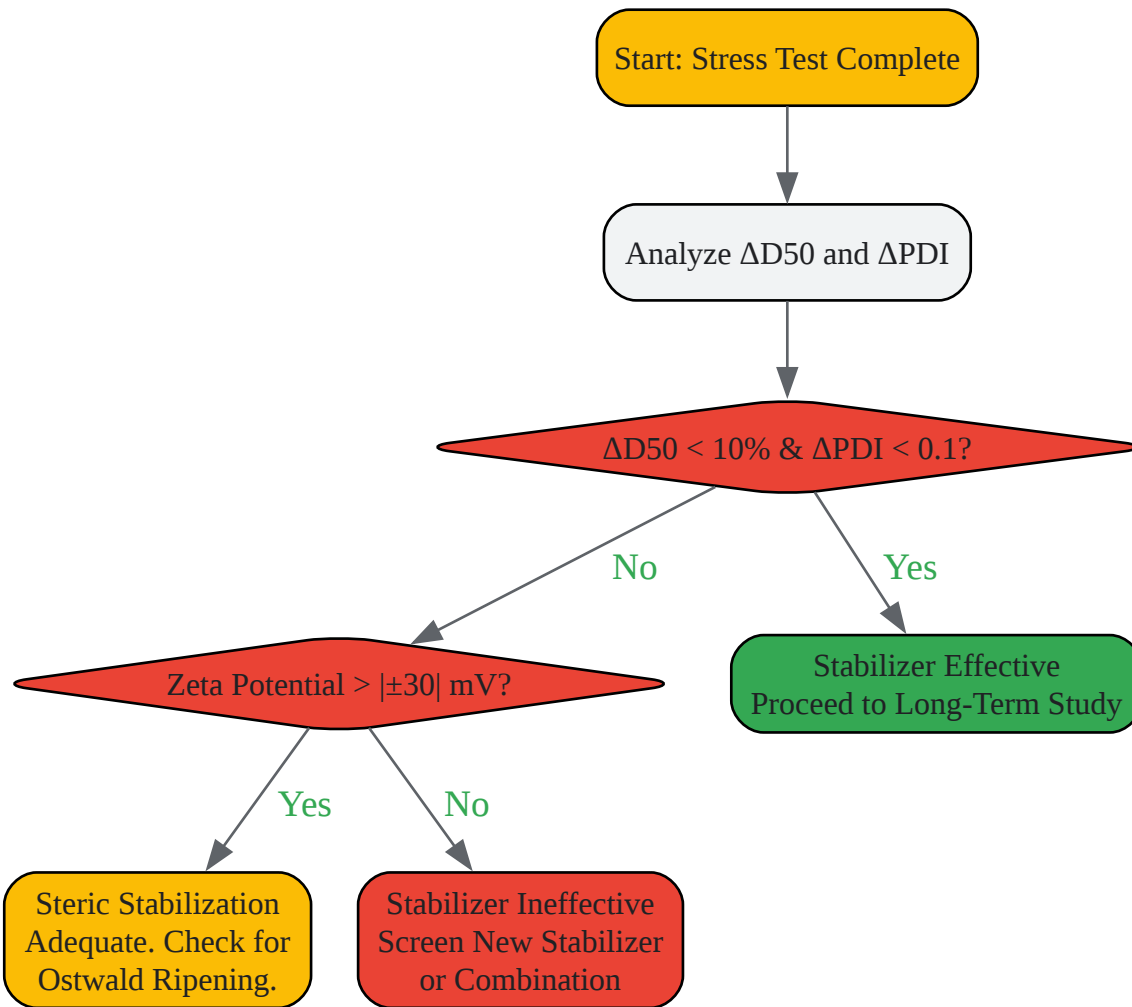 Start: Stress Test Complete
Analyze ΔD50 and ΔPDI
ΔD50 < 10% & ΔPDI < 0.1?
No
Yes
Zeta Potential > |±30| mV?
Stabilizer Effective
Proceed to Long-Term Study
Yes
No
Steric Stabilization
Adequate. Check for
Ostwald Ripening.
Stabilizer Ineffective
Screen New Stabilizer
or Combination